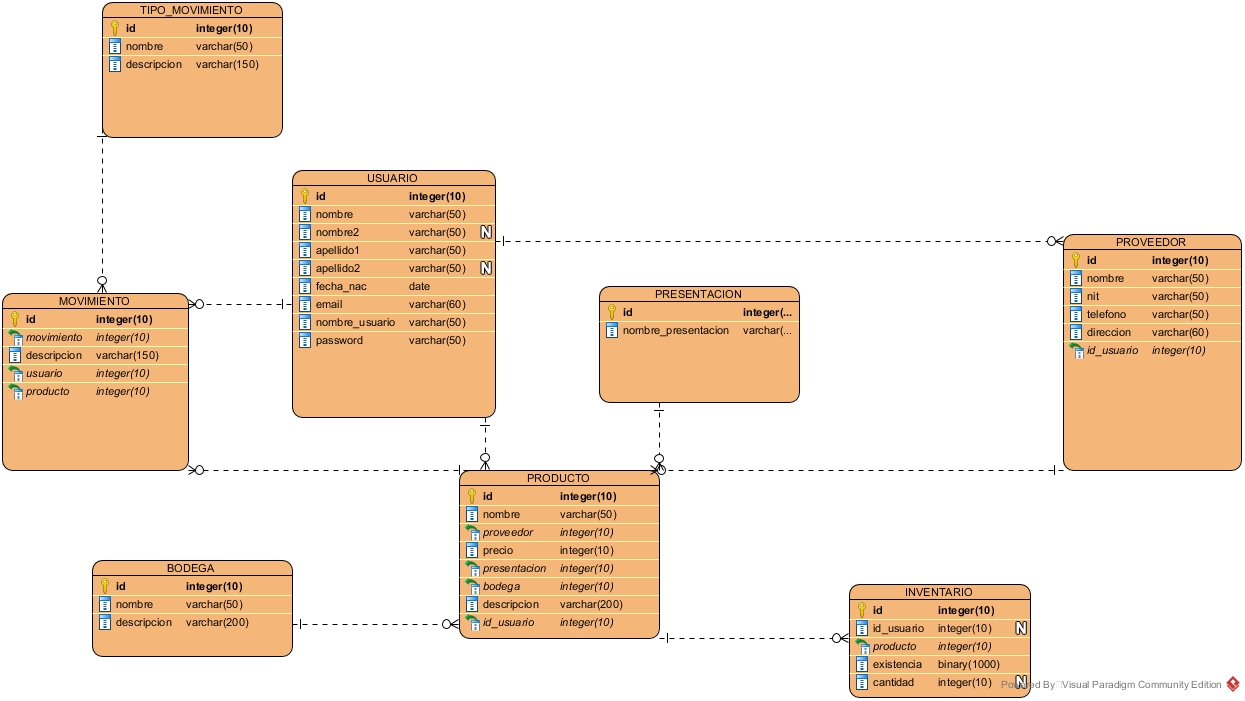 TIPO_MOVIMIENTO
id integer(10)
nombre varchar(50)
descripcion varchar(150)
USUARIO
id integer(10)
nombre varchar(50)
nombre2 varchar(50) N
apellido1 varchar(50)
apellido2 varchar(50) N
fecha_nac date
email varchar(60)
nombre_usuario varchar(50)
password varchar(50)
PROVEEDOR
id integer(10)
nombre varchar(50)
nit varchar(50)
telefono varchar(50)
direccion varchar(60)
id_usuario integer(10)
MOVIMIENTO
id integer(10)
movimiento integer(10)
descripcion varchar(150)
usuario integer(10)
producto integer(10)
PRESENTACION
id integer(...
nombre_presentacion varchar(...
PRODUCTO
id integer(10)
nombre varchar(50)
proveedor integer(10)
precio integer(10)
presentacion integer(10)
bodega integer(10)
descripcion varchar(200)
id_usuario integer(10)
BODEGA
id integer(10)
nombre varchar(50)
descripcion varchar(200)
INVENTARIO
id integer(10)
id_usuario integer(10) N
producto integer(10)
existencia binary(1000)
cantidad integer(10) N
Powered By Visual Paradigm Community Edition